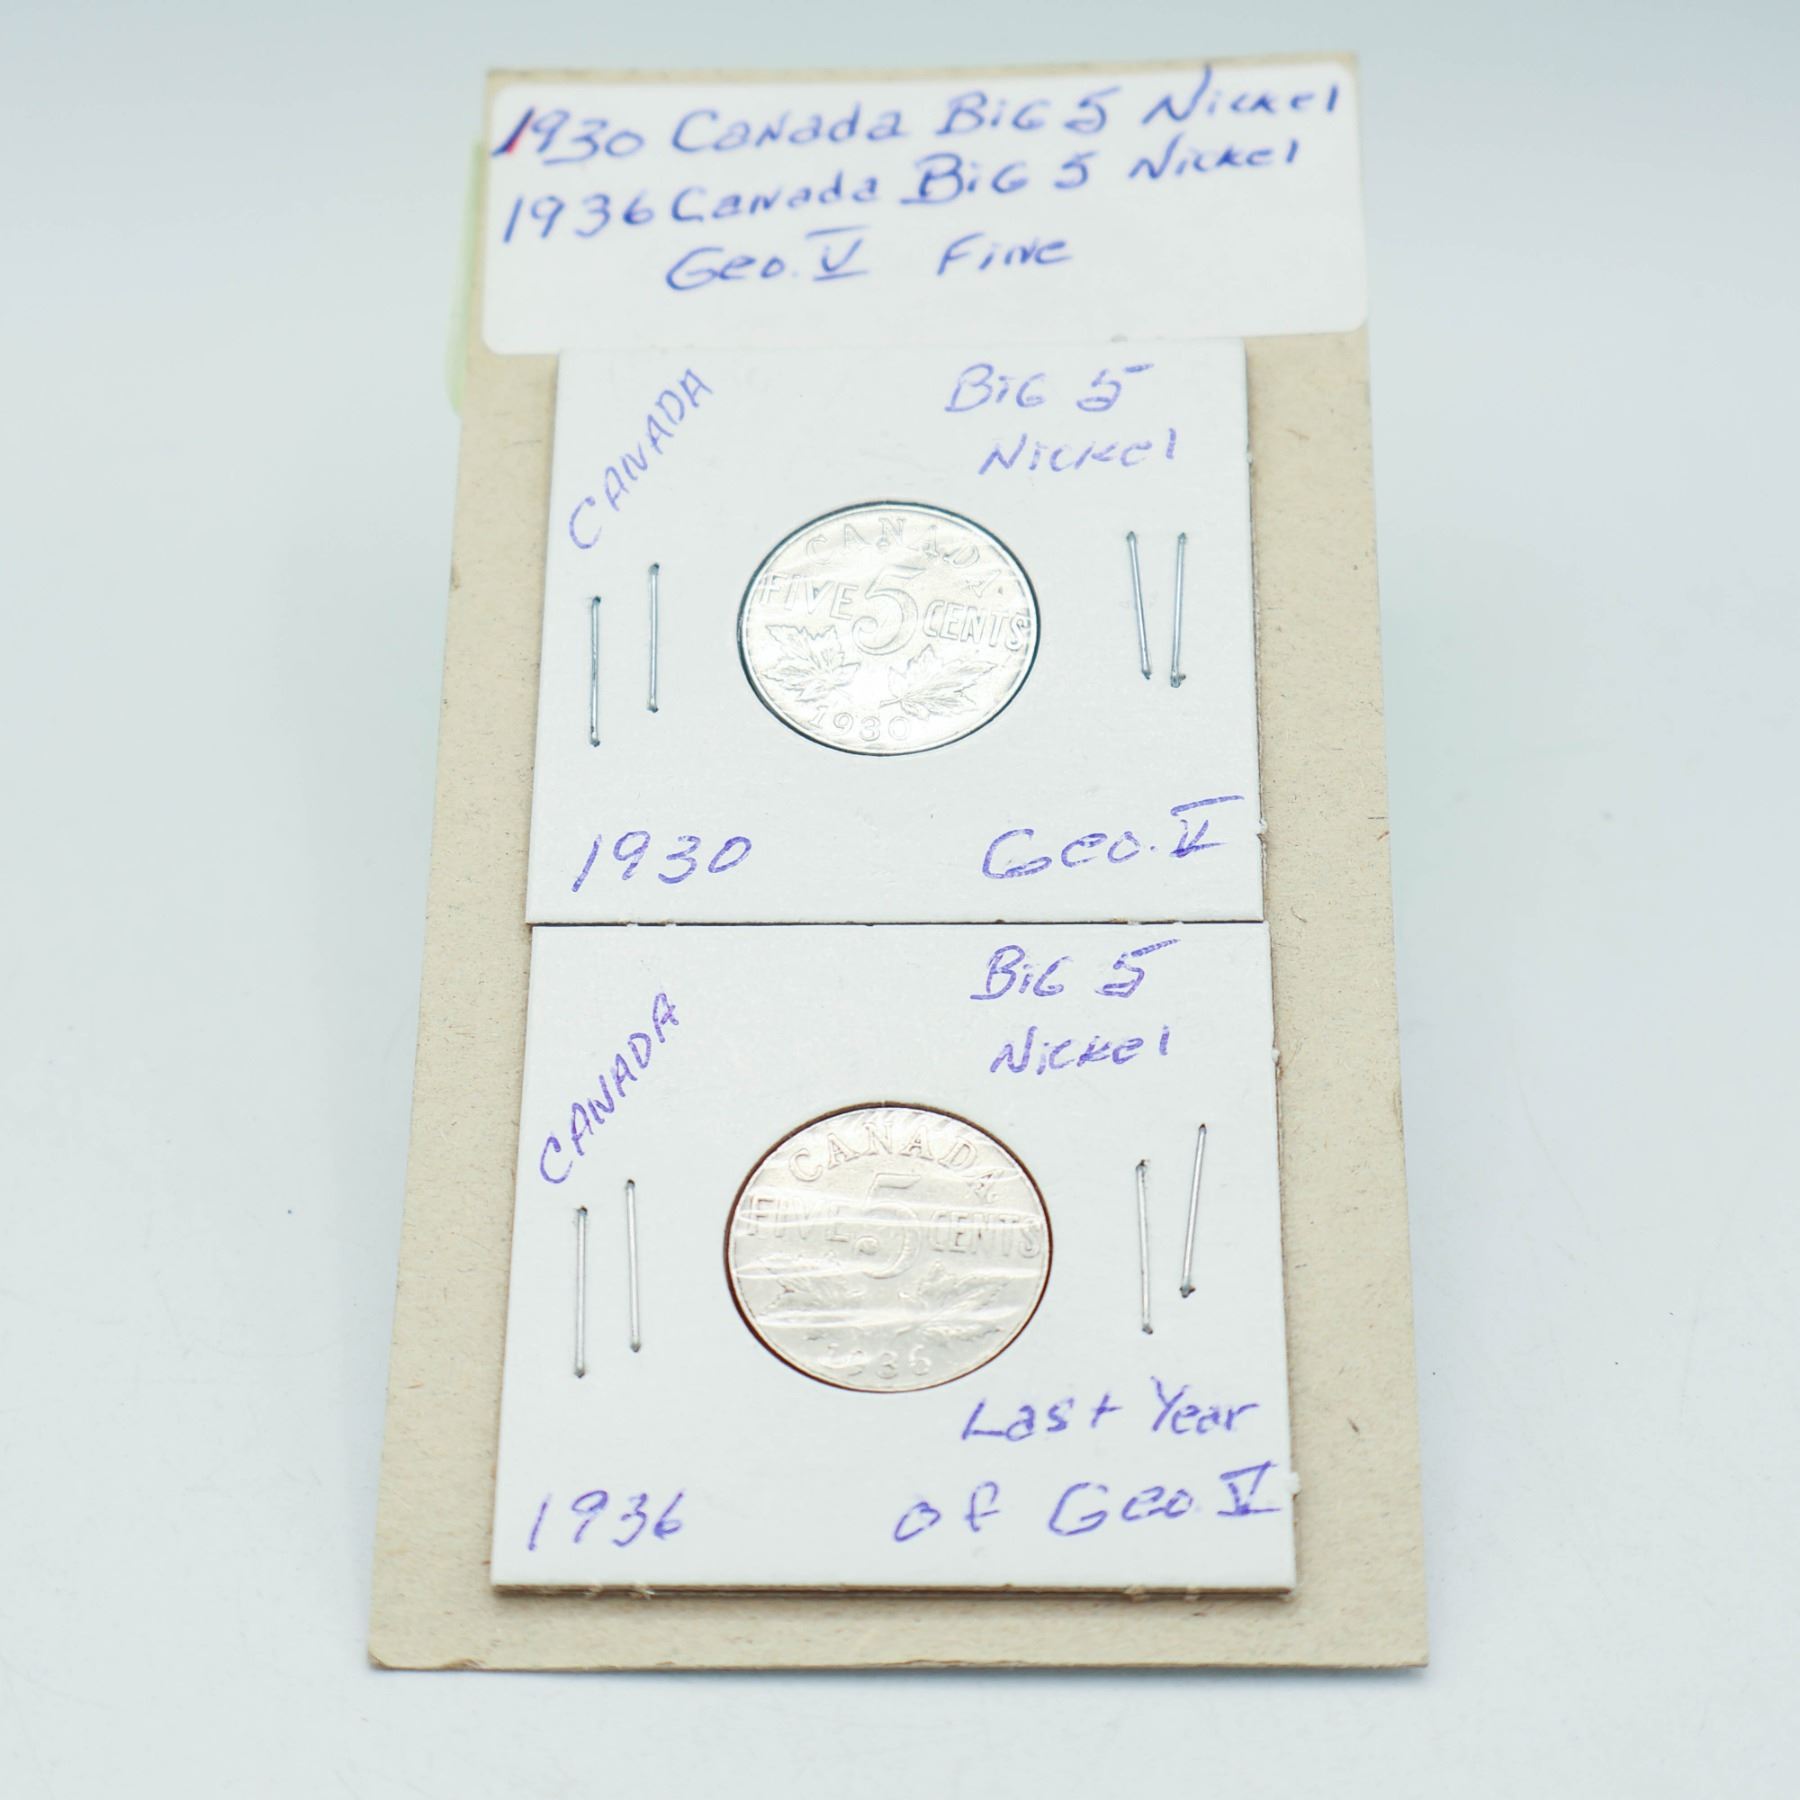 1930 Canada Big 5 Nickel
1936 Canada Big 5 Nickel
Geo. V Fine
CANADA
Big 5
Nickel
CANADA
FIVE 5 CENTS
1930
1930 Geo. V
CANADA
Big 5
Nickel
CANADA
FIVE 5 CENTS
1936
Last Year
1936 of Geo. V